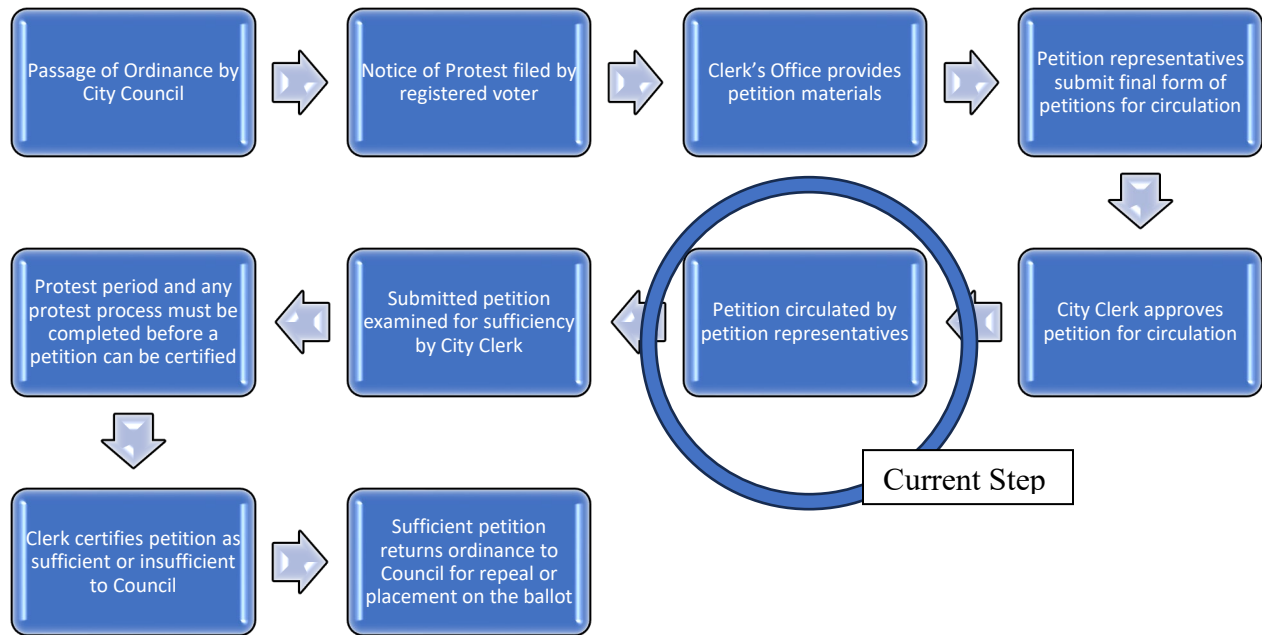 Passage of Ordinance by
City Council
Notice of Protest filed by
registered voter
Clerk’s Office provides
petition materials
Petition representatives
submit final form of
petitions for circulation
City Clerk approves
petition for circulation
Petition circulated by
petition representatives
Current Step
Submitted petition
examined for sufficiency
by City Clerk
Protest period and any
protest process must be
completed before a
petition can be certified
Clerk certifies petition as
sufficient or insufficient
to Council
Sufficient petition
returns ordinance to
Council for repeal or
placement on the ballot